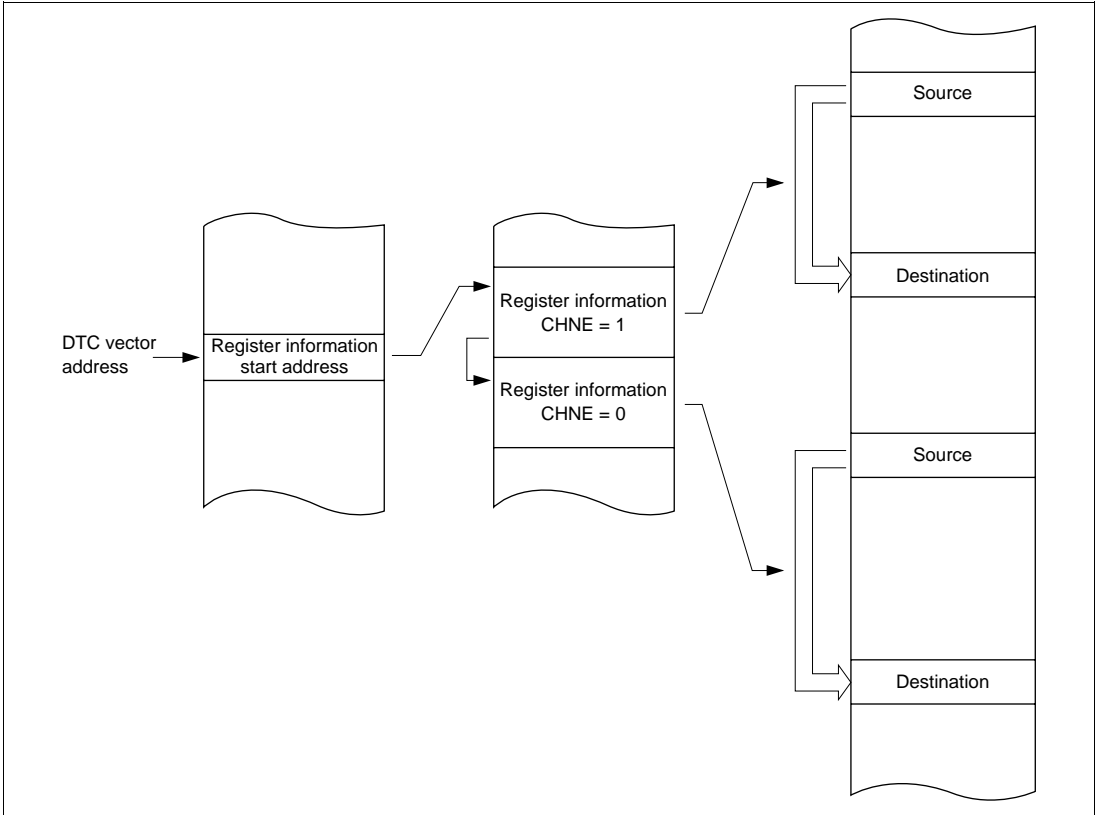 DTC vector
address
Register information
start address
Register information
CHNE = 1
Register information
CHNE = 0
Source
Destination
Source
Destination